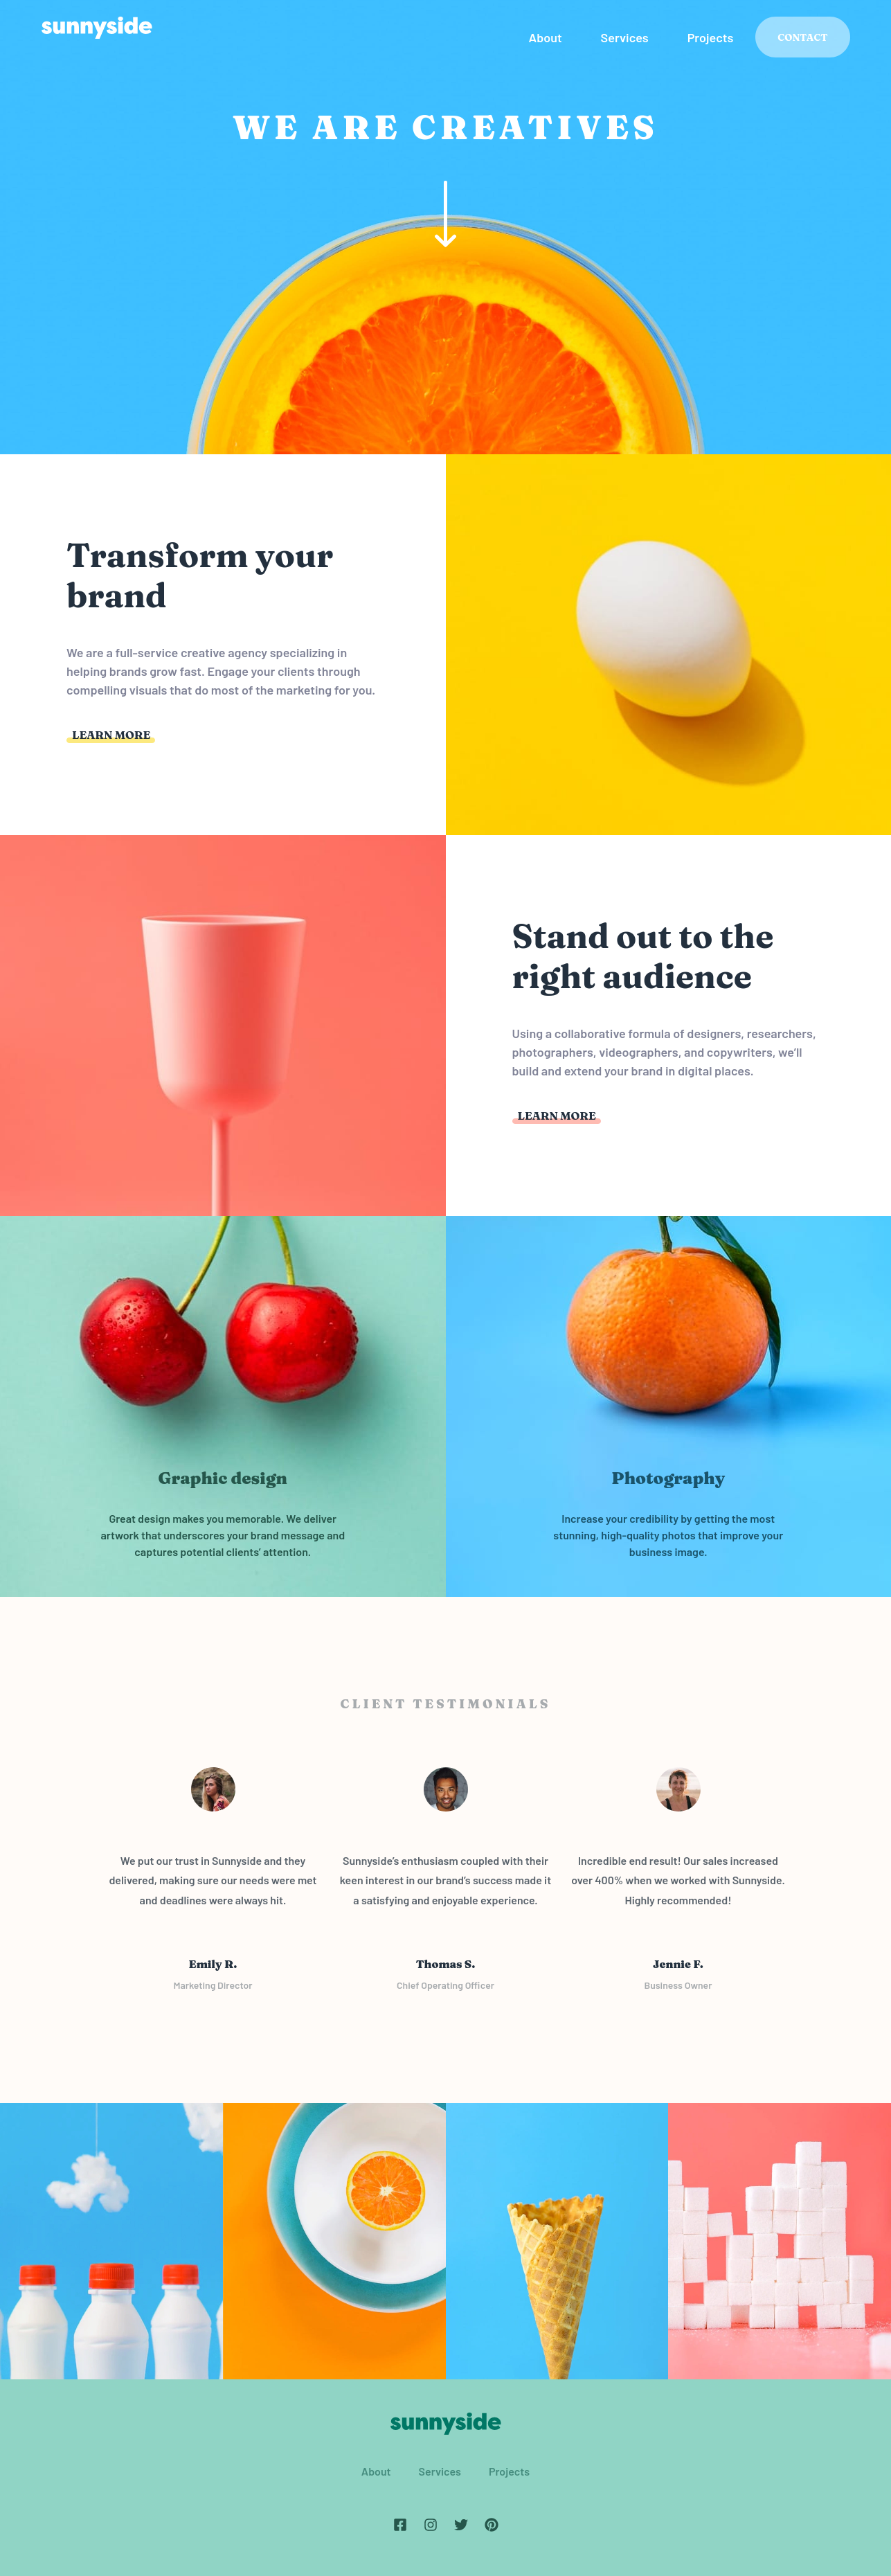 sunnyside
About Services Projects CONTACT
WE ARE CREATIVES
Transform your
brand
We are a full-service creative agency specializing in
helping brands grow fast. Engage your clients through
compelling visuals that do most of the marketing for you.
LEARN MORE
Stand out to the
right audience
Using a collaborative formula of designers, researchers,
photographers, videographers, and copywriters, we'll
build and extend your brand in digital places.
LEARN MORE
Graphic design
Great design makes you memorable. We deliver
artwork that underscores your brand message and
captures potential clients' attention.
Photography
Increase your credibility by getting the most
stunning, high-quality photos that improve your
business image.
CLIENT TESTIMONIALS
We put our trust in Sunnyside and they
delivered, making sure our needs were met
and deadlines were always hit.
Emily R.
Marketing Director
Sunnyside's enthusiasm coupled with their
keen interest in our brand's success made it
a satisfying and enjoyable experience.
Thomas S.
Chief Operating Officer
Incredible end result! Our sales increased
over 400% when we worked with Sunnyside.
Highly recommended!
Jennie F.
Business Owner
sunnyside
About Services Projects